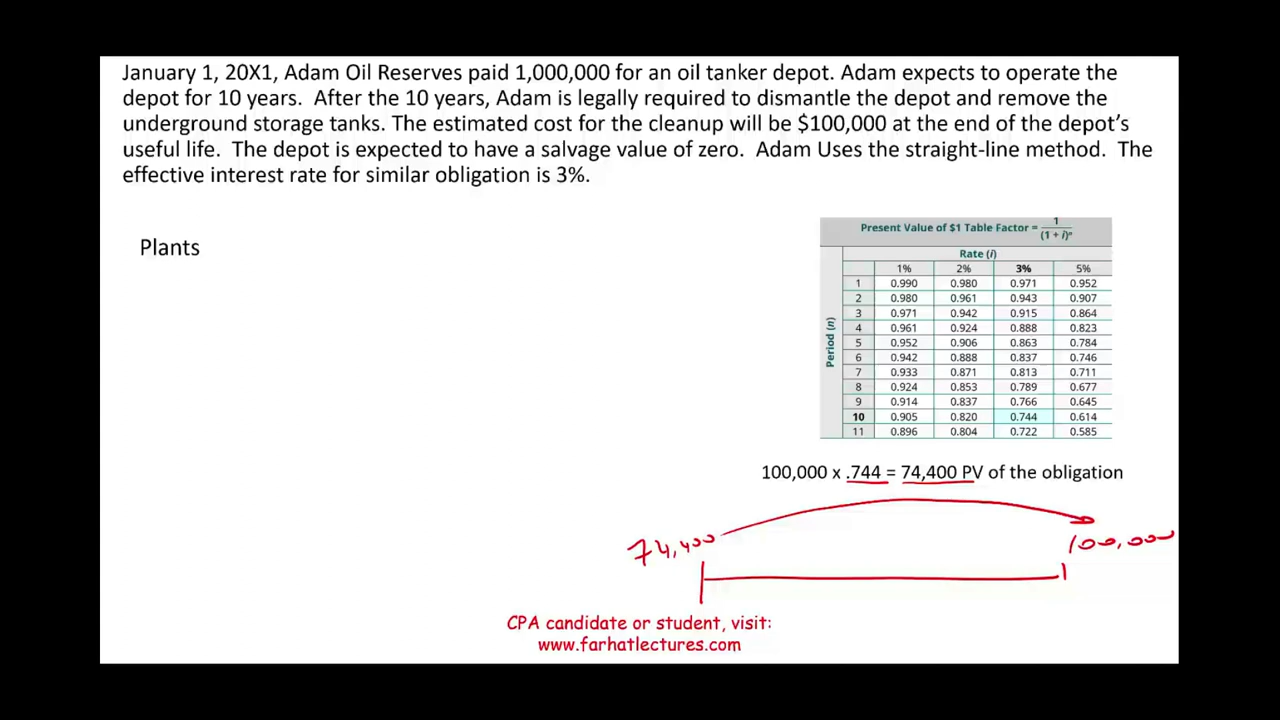 January 1, 20X1, Adam Oil Reserves paid 1,000,000 for an oil tanker depot. Adam expects to operate the
depot for 10 years. After the 10 years, Adam is legally required to dismantle the depot and remove the
underground storage tanks. The estimated cost for the cleanup will be $100,000 at the end of the depot's
useful life. The depot is expected to have a salvage value of zero. Adam Uses the straight-line method. The
effective interest rate for similar obligation is 3%.
Plants
Present Value of $1 Table Factor = 1 / (1 + i)ⁿ
Rate (i)
1% 2% 3% 5%
Period (n)
1 0.990 0.980 0.971 0.952
2 0.980 0.961 0.943 0.907
3 0.971 0.942 0.915 0.864
4 0.961 0.924 0.888 0.823
5 0.952 0.906 0.863 0.784
6 0.942 0.888 0.837 0.746
7 0.933 0.871 0.813 0.711
8 0.924 0.853 0.789 0.677
9 0.914 0.837 0.766 0.645
10 0.905 0.820 0.744 0.614
11 0.896 0.804 0.722 0.585
100,000 x .744 = 74,400 PV of the obligation
74,400 100,000
CPA candidate or student, visit:
www.farhatlectures.com